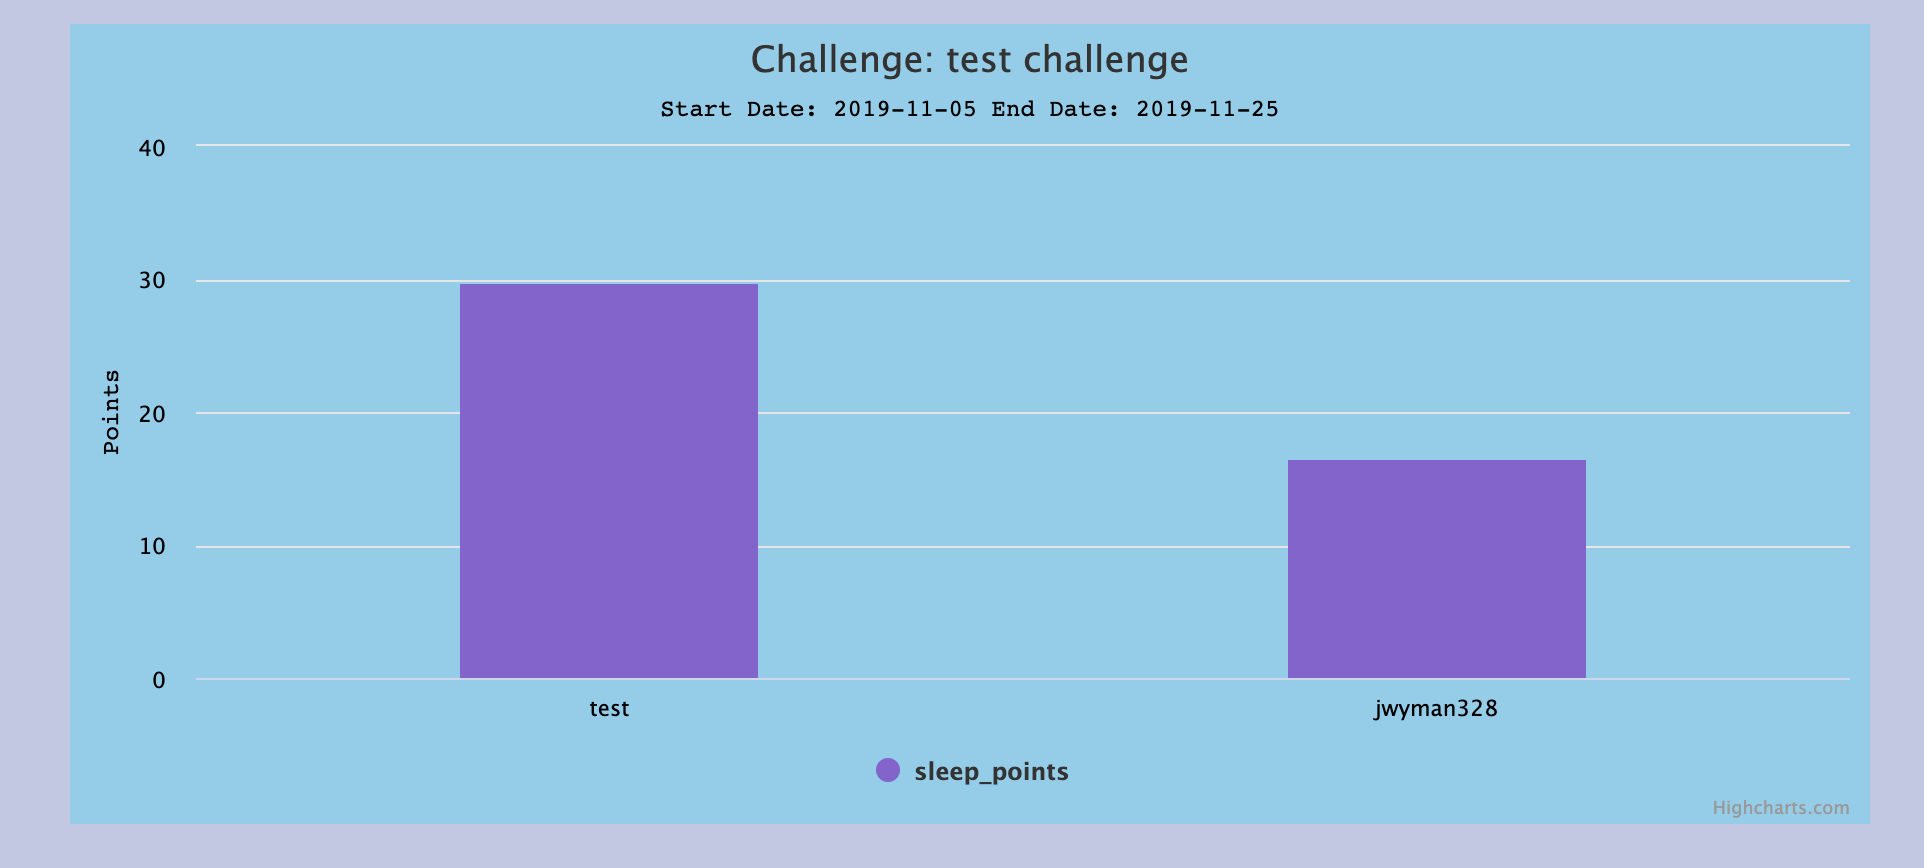 Challenge: test challenge
Start Date: 2019-11-05 End Date: 2019-11-25
40
30
20
10
0
Points
test
jwyman328
sleep_points
Highcharts.com